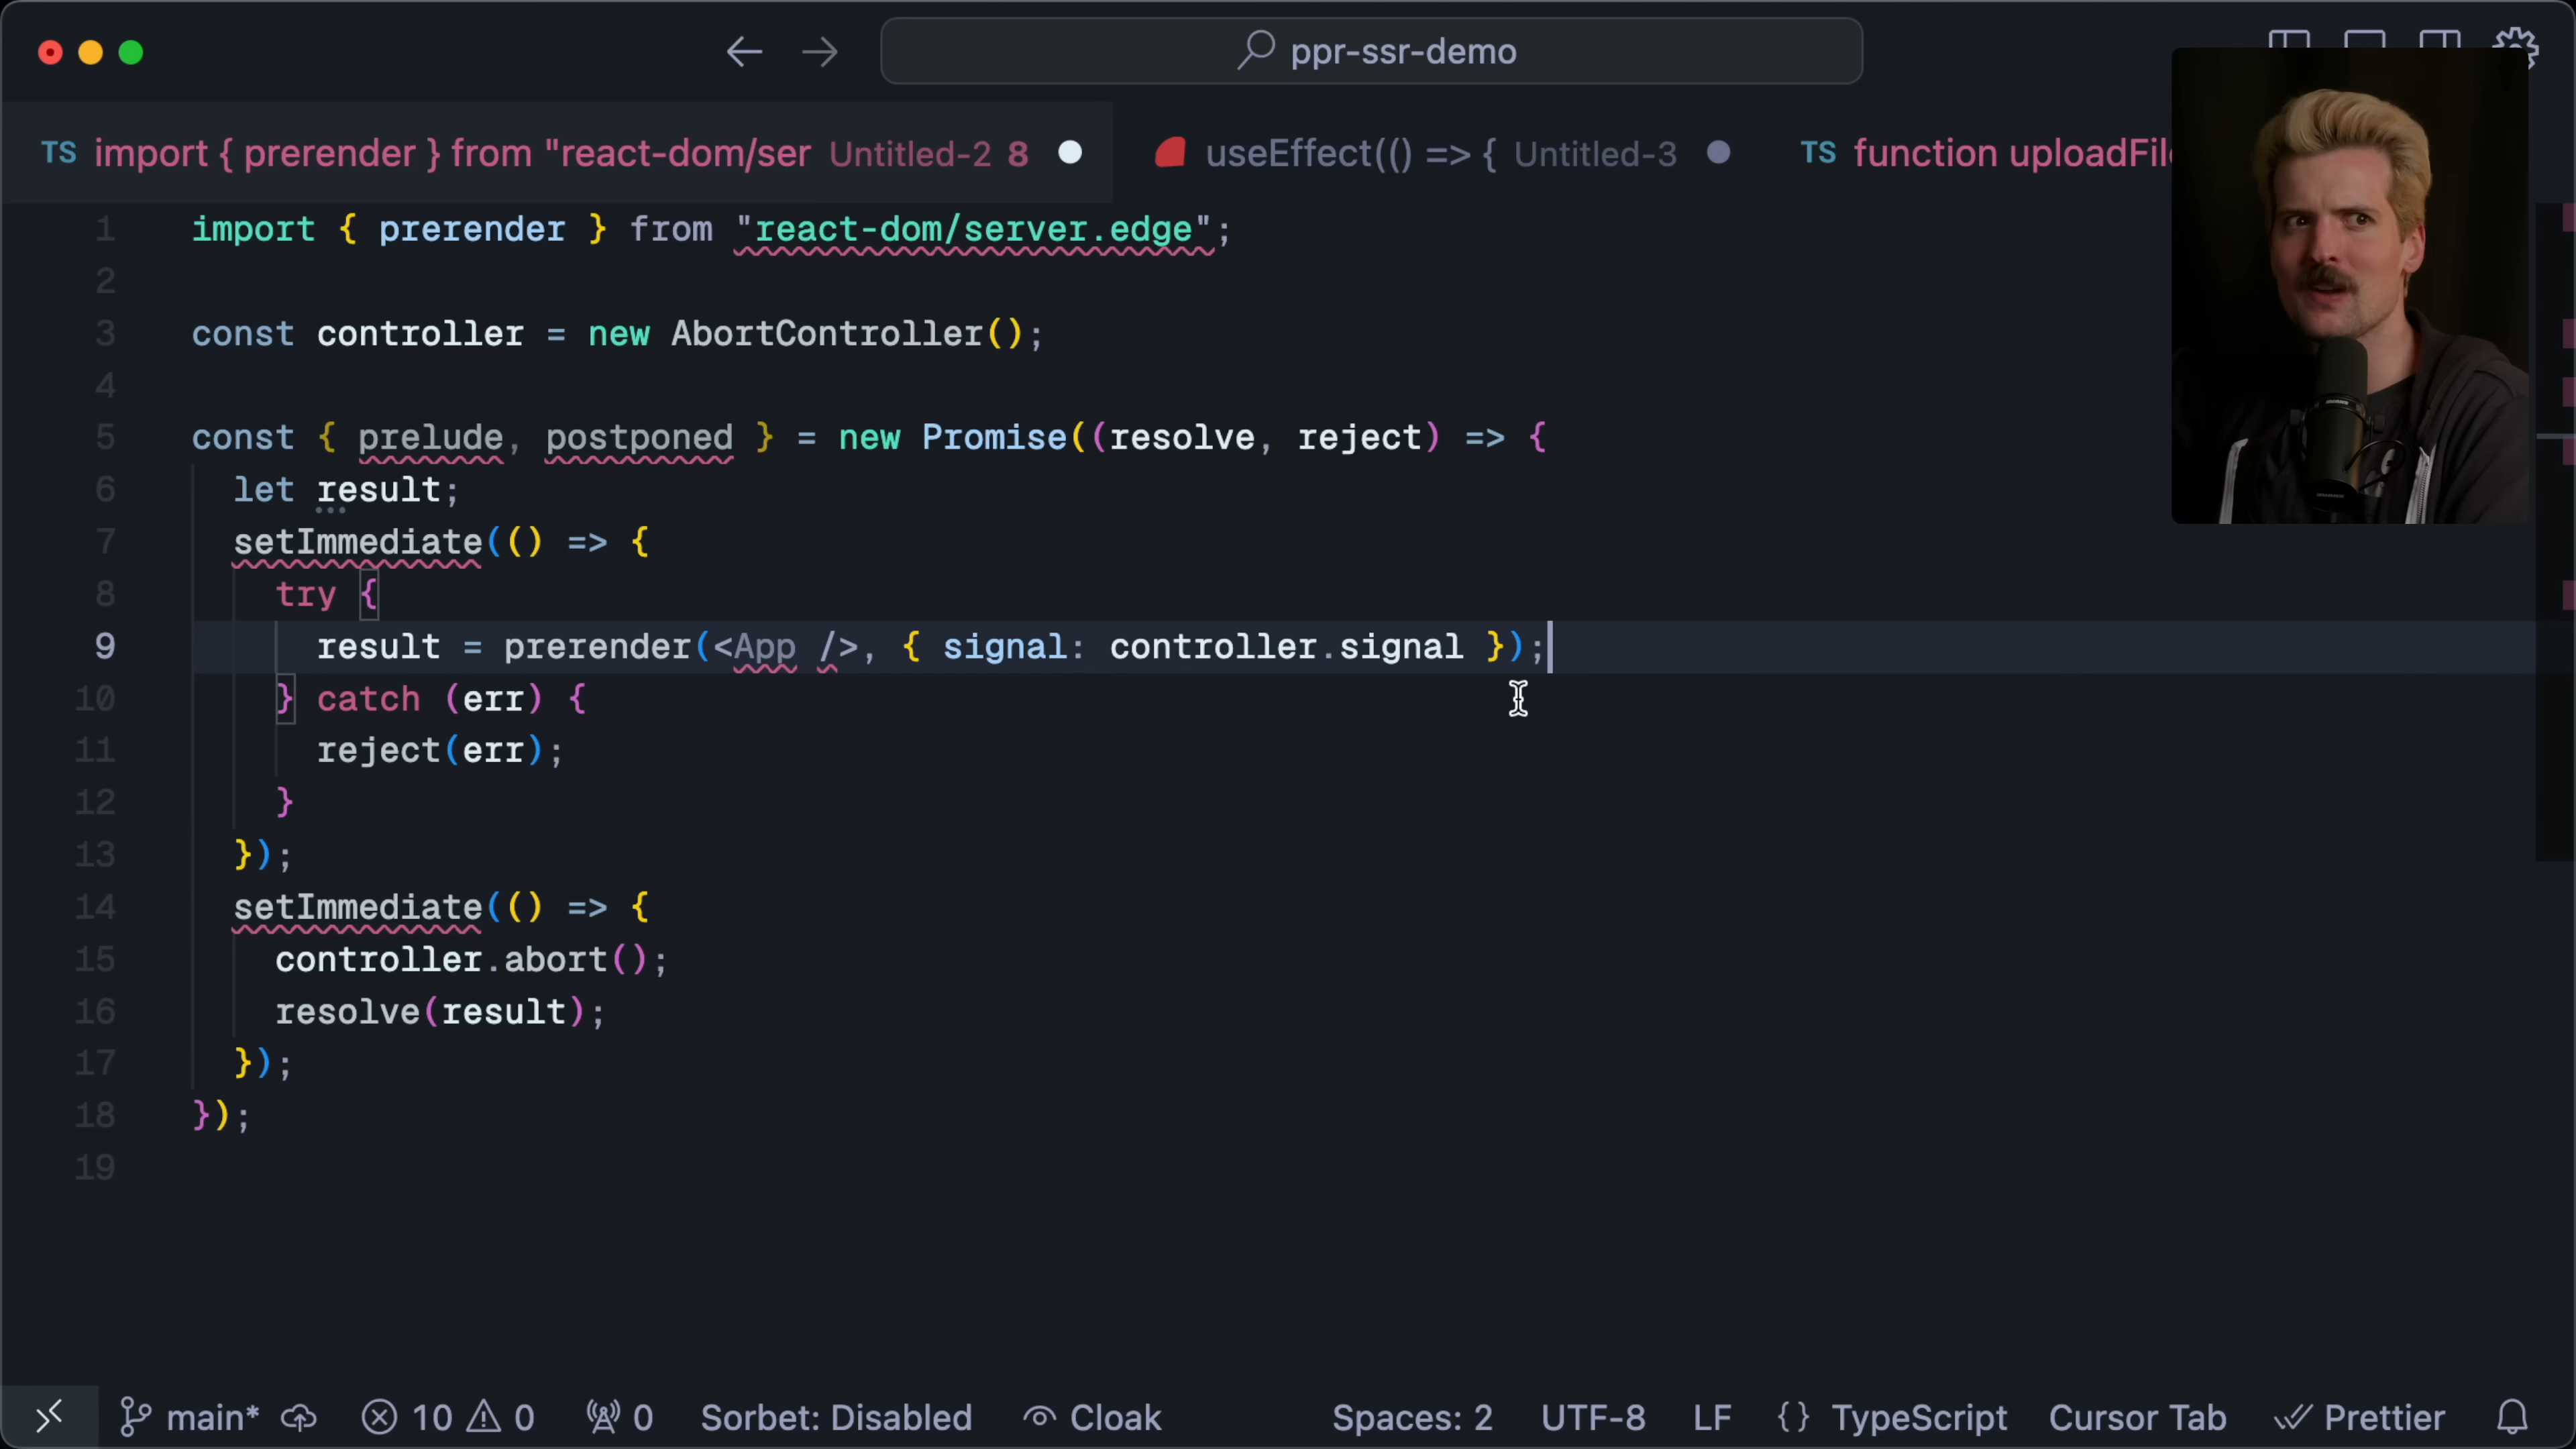 ppr-ssr-demo
TS import { prerender } from "react-dom/ser Untitled-2 8
useEffect(() => { Untitled-3
TS function uploadFil
1 import { prerender } from "react-dom/server.edge";
2
3 const controller = new AbortController();
4
5 const { prelude, postponed } = new Promise((resolve, reject) => {
6 let result;
7 setImmediate(() => {
8 try {
9 result = prerender(<App />, { signal: controller.signal });
10 } catch (err) {
11 reject(err);
12 }
13 });
14 setImmediate(() => {
15 controller.abort();
16 resolve(result);
17 });
18 });
19
main* 10 0 0 Sorbet: Disabled Cloak Spaces: 2 UTF-8 LF {} TypeScript Cursor Tab Prettier